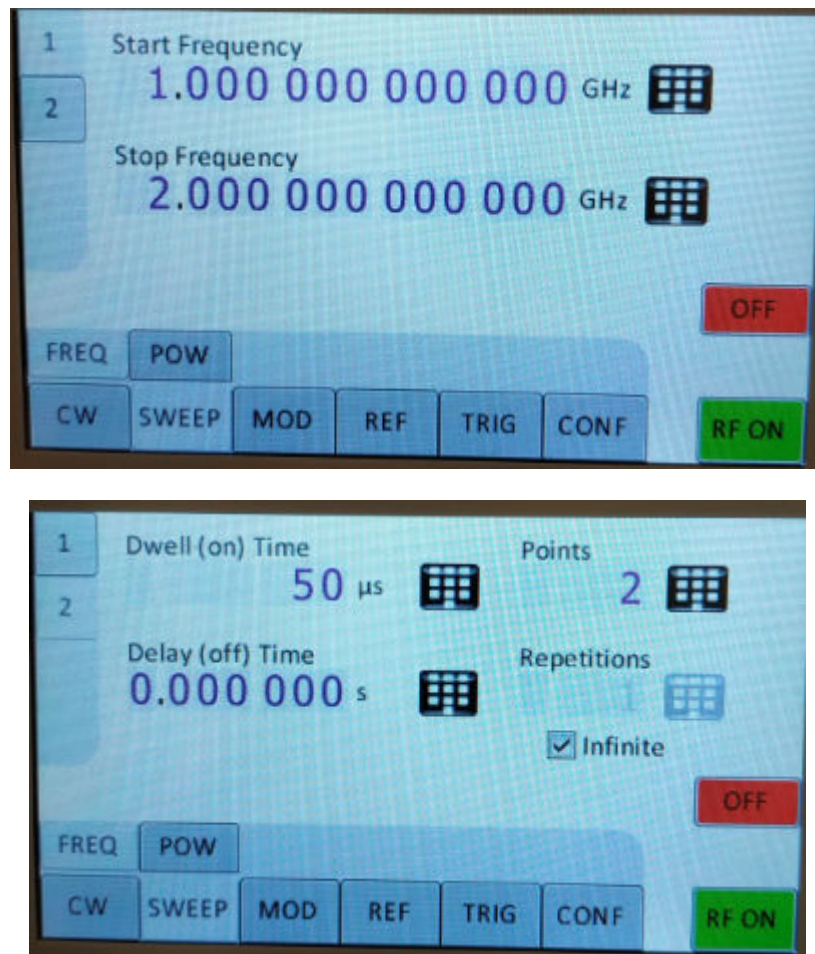 1
Start Frequency
1.000 000 000 000 GHz
2
Stop Frequency
2.000 000 000 000 GHz
OFF
FREQ POW
CW SWEEP MOD REF TRIG CONF RF ON
1
Dwell (on) Time Points
50 µs 2
2
Delay (off) Time Repetitions
0.000 000 s 1
Infinite
OFF
FREQ POW
CW SWEEP MOD REF TRIG CONF RF ON